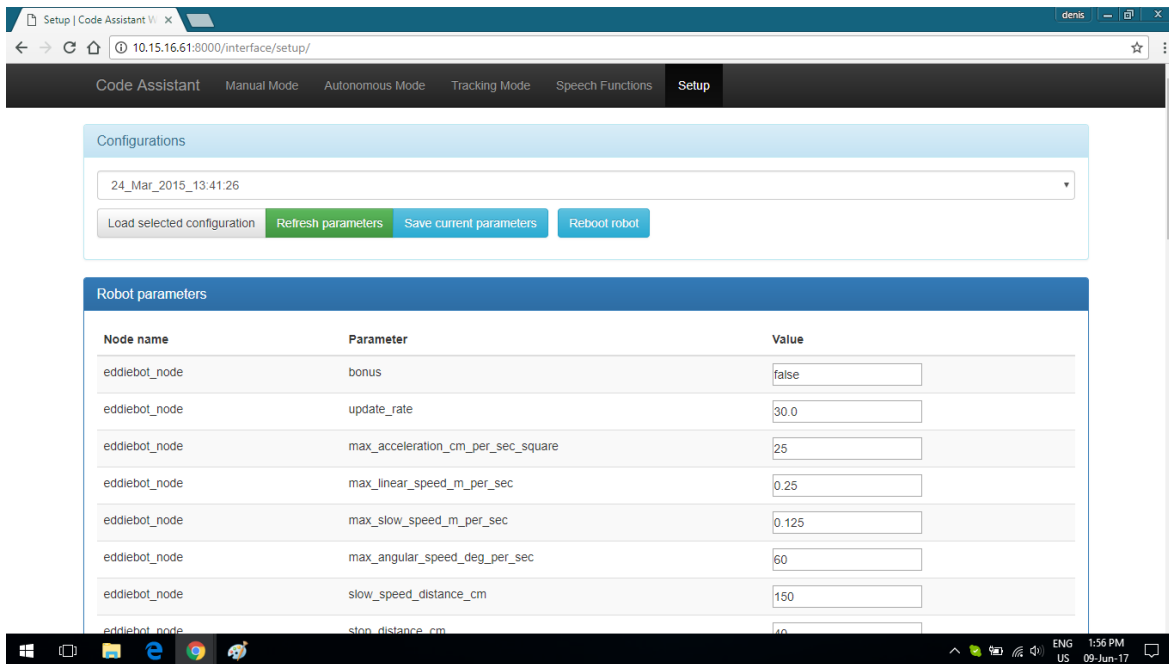 Setup | Code Assistant W
denis
10.15.16.61:8000/interface/setup/
Code Assistant Manual Mode Autonomous Mode Tracking Mode Speech Functions Setup
Configurations
24_Mar_2015_13:41:26
Load selected configuration Refresh parameters Save current parameters Reboot robot
Robot parameters
Node name Parameter Value
eddiebot_node bonus false
eddiebot_node update_rate 30.0
eddiebot_node max_acceleration_cm_per_sec_square 25
eddiebot_node max_linear_speed_m_per_sec 0.25
eddiebot_node max_slow_speed_m_per_sec 0.125
eddiebot_node max_angular_speed_deg_per_sec 60
eddiebot_node slow_speed_distance_cm 150
eddiebot_node stop_distance_cm 40
ENG 1:56 PM
US 09-Jun-17